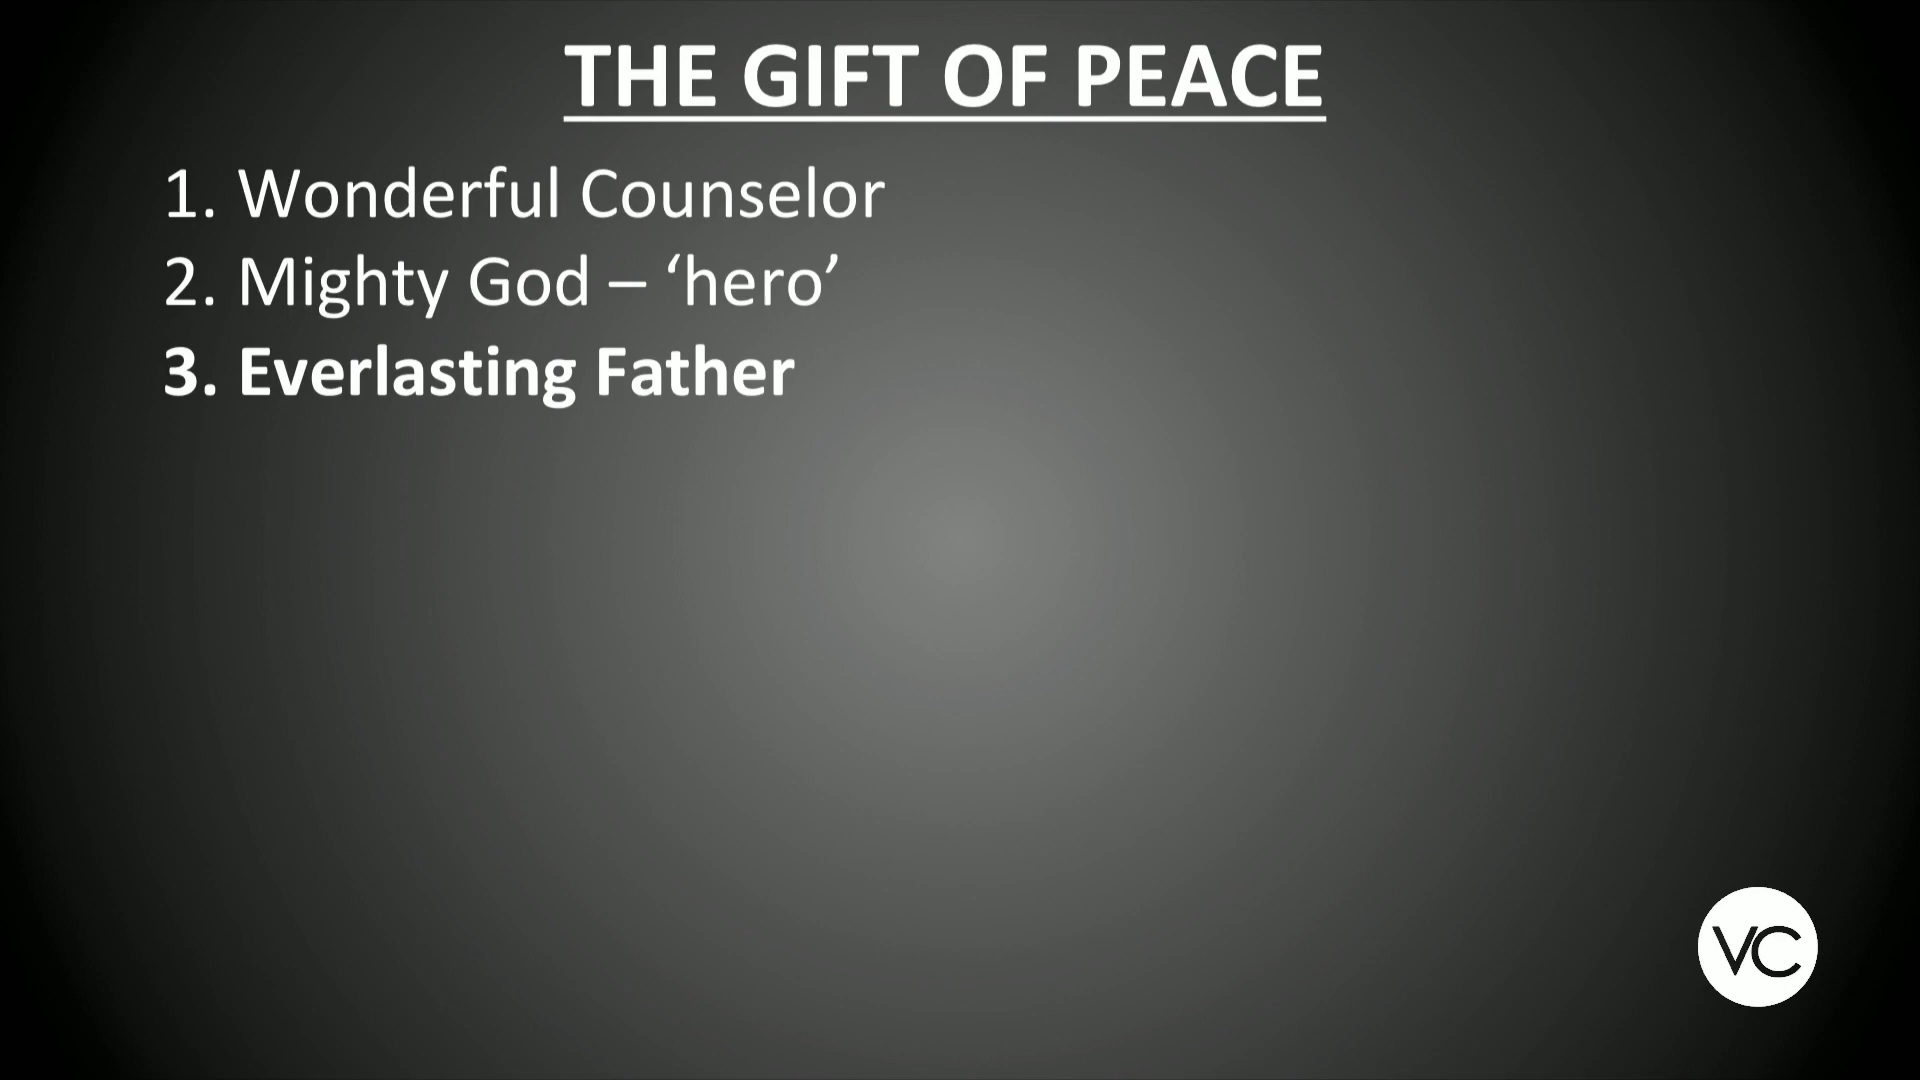 THE GIFT OF PEACE
1. Wonderful Counselor
2. Mighty God – ‘hero’
3. Everlasting Father
VC